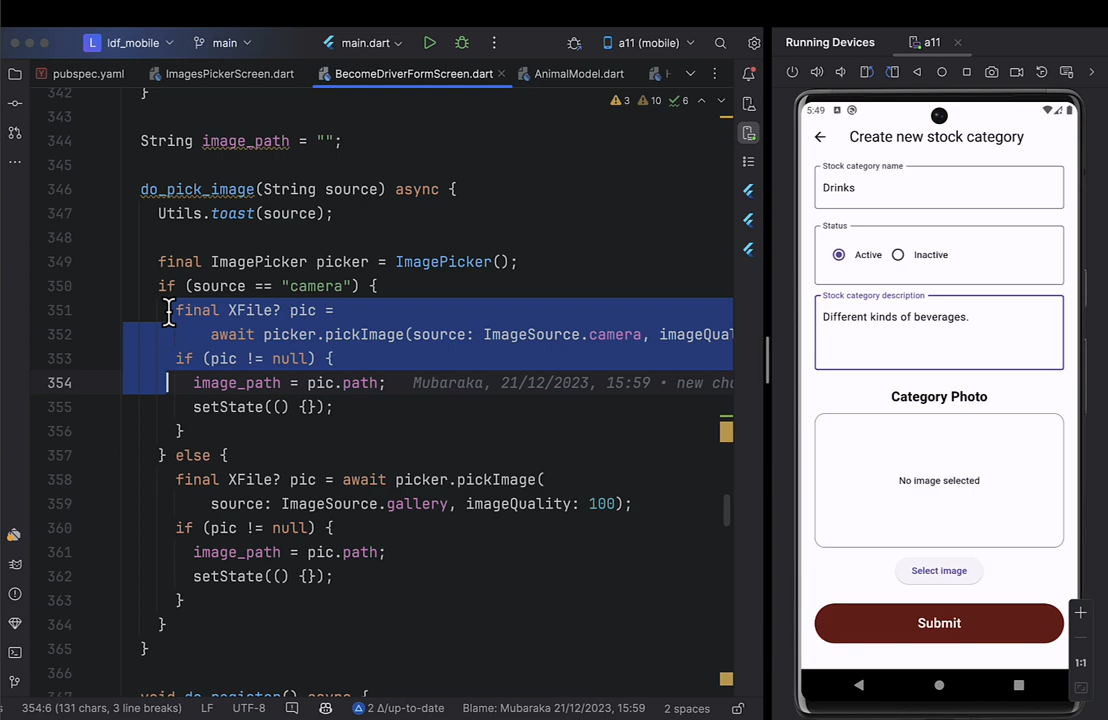 L ldf_mobile main main.dart a11 (mobile)
pubspec.yaml ImagesPickerScreen.dart BecomeDriverFormScreen.dart AnimalModel.dart
3 10 6
342 }
343
344 String image_path = "";
345
346 do_pick_image(String source) async {
347 Utils.toast(source);
348
349 final ImagePicker picker = ImagePicker();
350 if (source == "camera") {
351 final XFile? pic =
352 await picker.pickImage(source: ImageSource.camera, imageQual
353 if (pic != null) {
354 image_path = pic.path; Mubaraka, 21/12/2023, 15:59 • new cha
355 setState(() {});
356 }
357 } else {
358 final XFile? pic = await picker.pickImage(
359 source: ImageSource.gallery, imageQuality: 100);
360 if (pic != null) {
361 image_path = pic.path;
362 setState(() {});
363 }
364 }
365 }
366
367 void do_register() async {
354:6 (131 chars, 3 line breaks) LF UTF-8 2 Δ/up-to-date Blame: Mubaraka 21/12/2023, 15:59 2 spaces
Running Devices a11
5:49
Create new stock category
Stock category name
Drinks
Status
Active Inactive
Stock category description
Different kinds of beverages.
Category Photo
No image selected
Select image
Submit
1:1